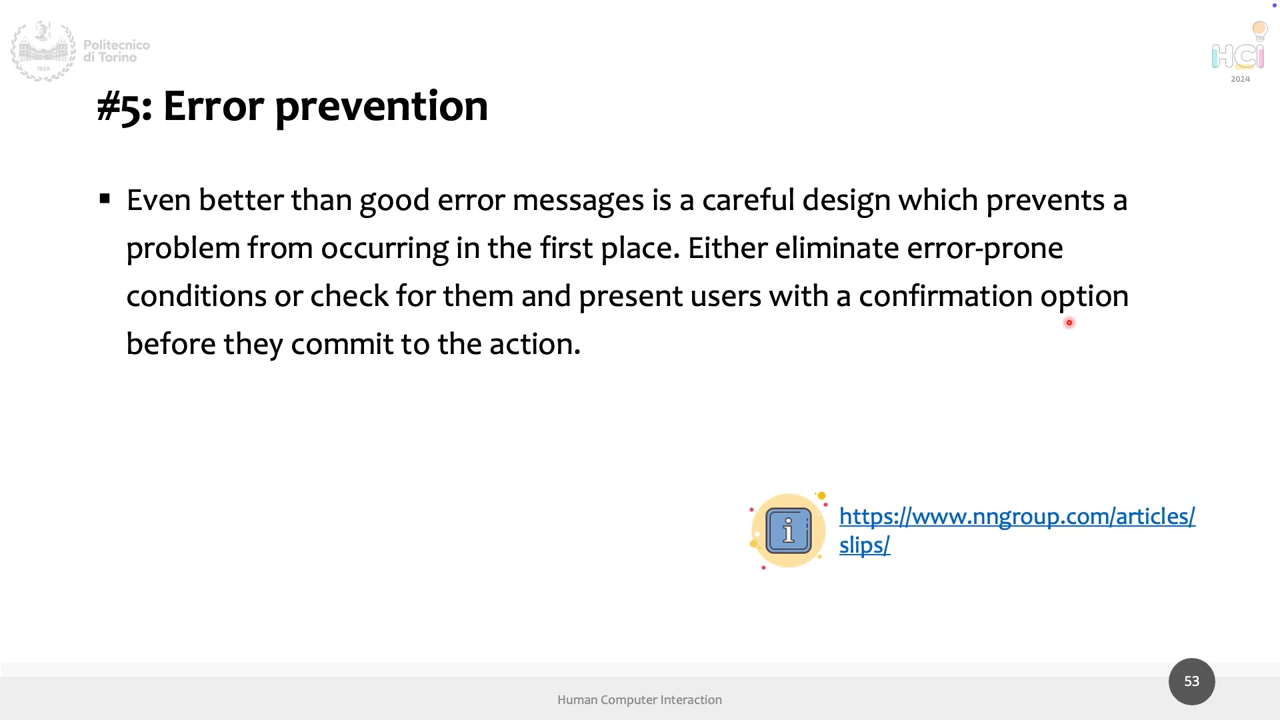 Politecnico
di Torino
1859
HCI
2024
#5: Error prevention
▪ Even better than good error messages is a careful design which prevents a
problem from occurring in the first place. Either eliminate error-prone
conditions or check for them and present users with a confirmation option
before they commit to the action.
i
https://www.nngroup.com/articles/
slips/
53
Human Computer Interaction